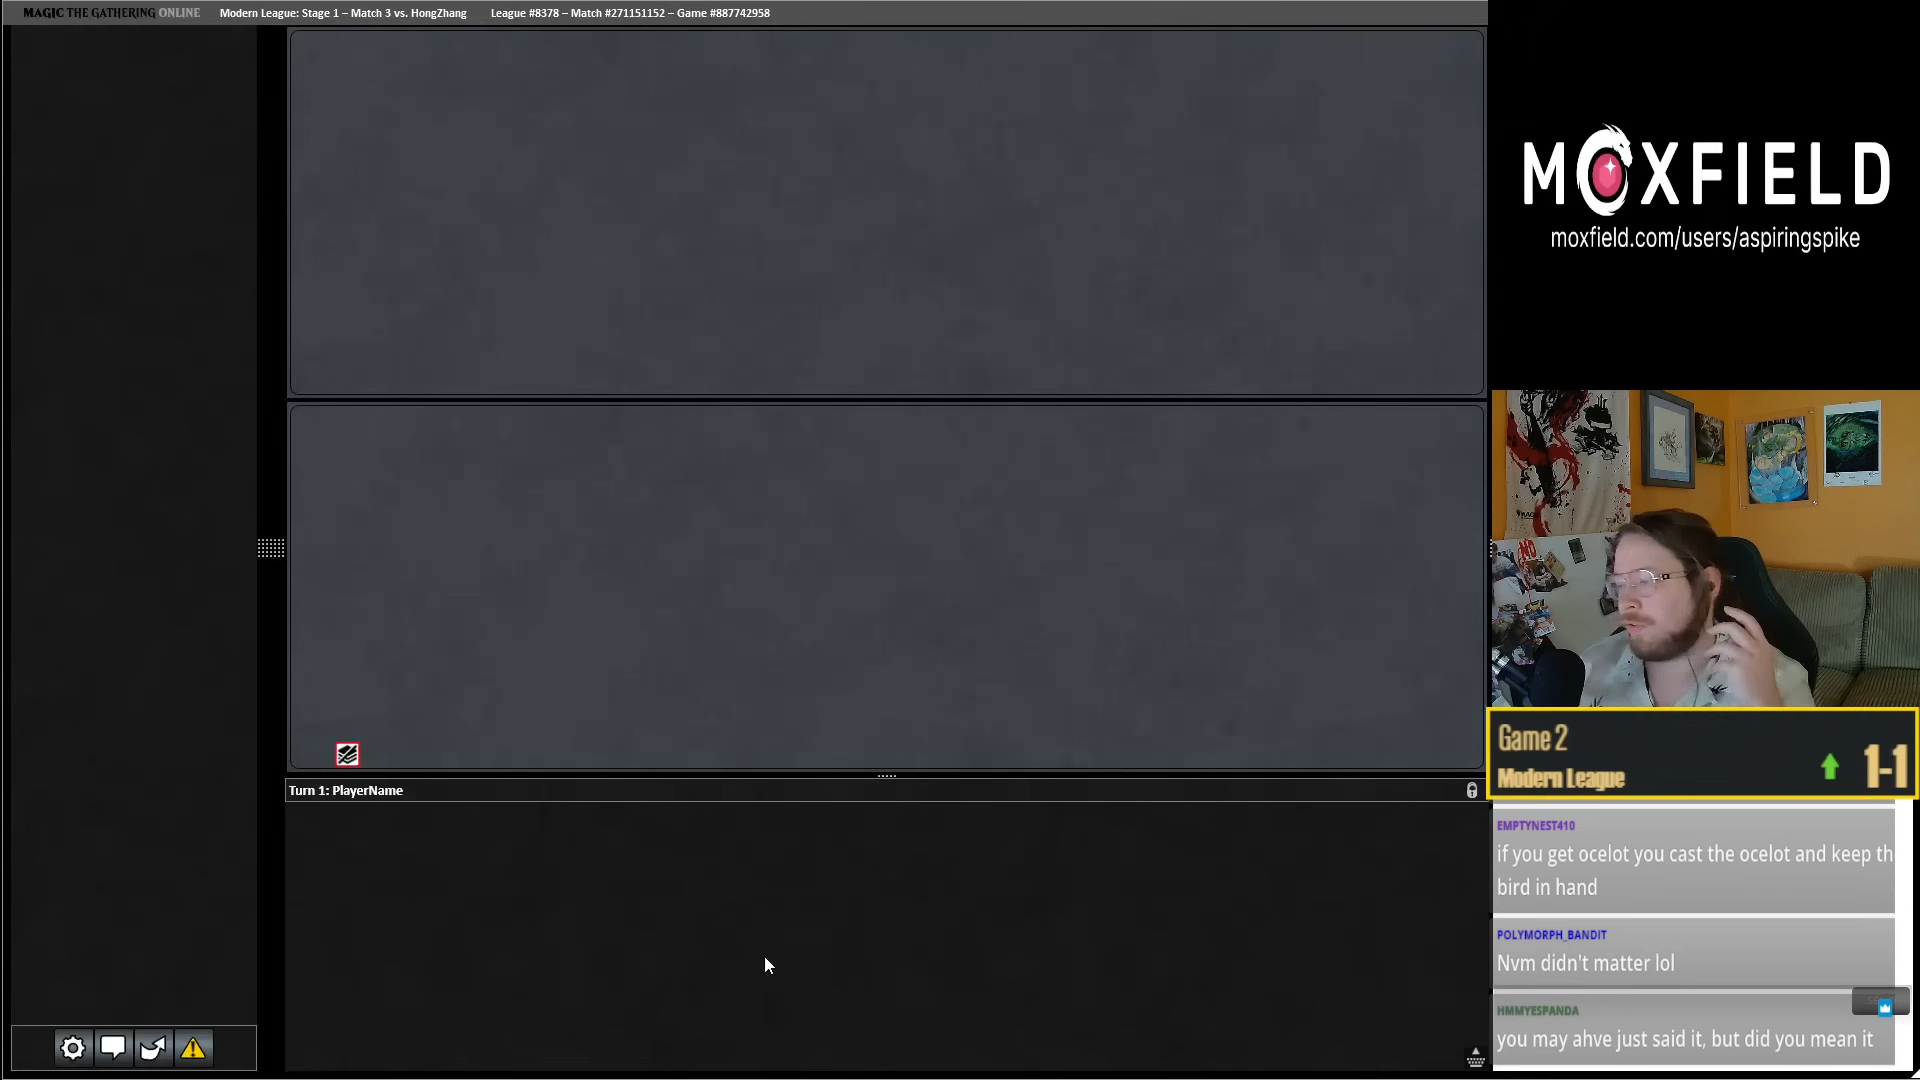 MAGIC THE GATHERING ONLINE Modern League: Stage 1 – Match 3 vs. HongZhang League #8378 – Match #271151152 – Game #887742958
MOXFIELD
moxfield.com/users/aspiringspike
Game 2
Modern League
1-1
Turn 1: PlayerName
EMPTYNEST410
if you get ocelot you cast the ocelot and keep th
bird in hand
POLYMORPH_BANDIT
Nvm didn't matter lol
HMMYESPANDA
you may ahve just said it, but did you mean it